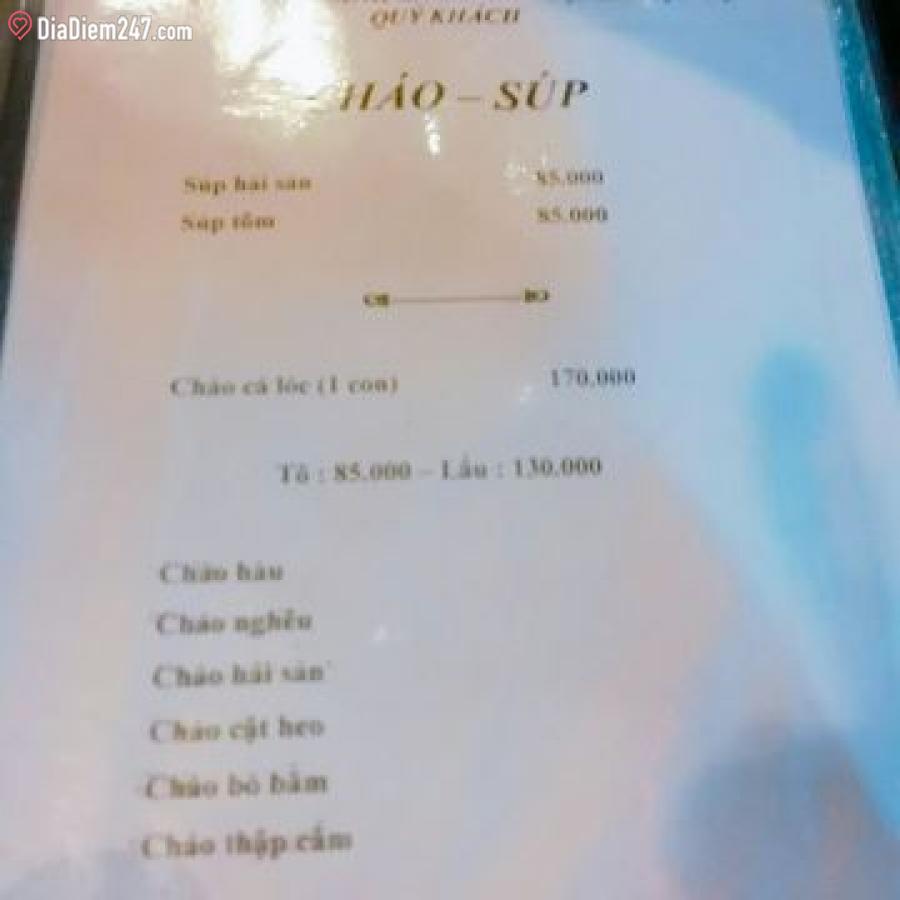 DiaDiem247.com
QUÝ KHÁCH
CHÁO – SÚP
Súp hải sản 85.000
Súp tôm 85.000
Cháo cá lóc (1 con) 170.000
Tô : 85.000 – Lẩu : 130.000
Cháo hàu
Cháo nghêu
Cháo hải sản
Cháo cật heo
Cháo bò bằm
Cháo thập cẩm